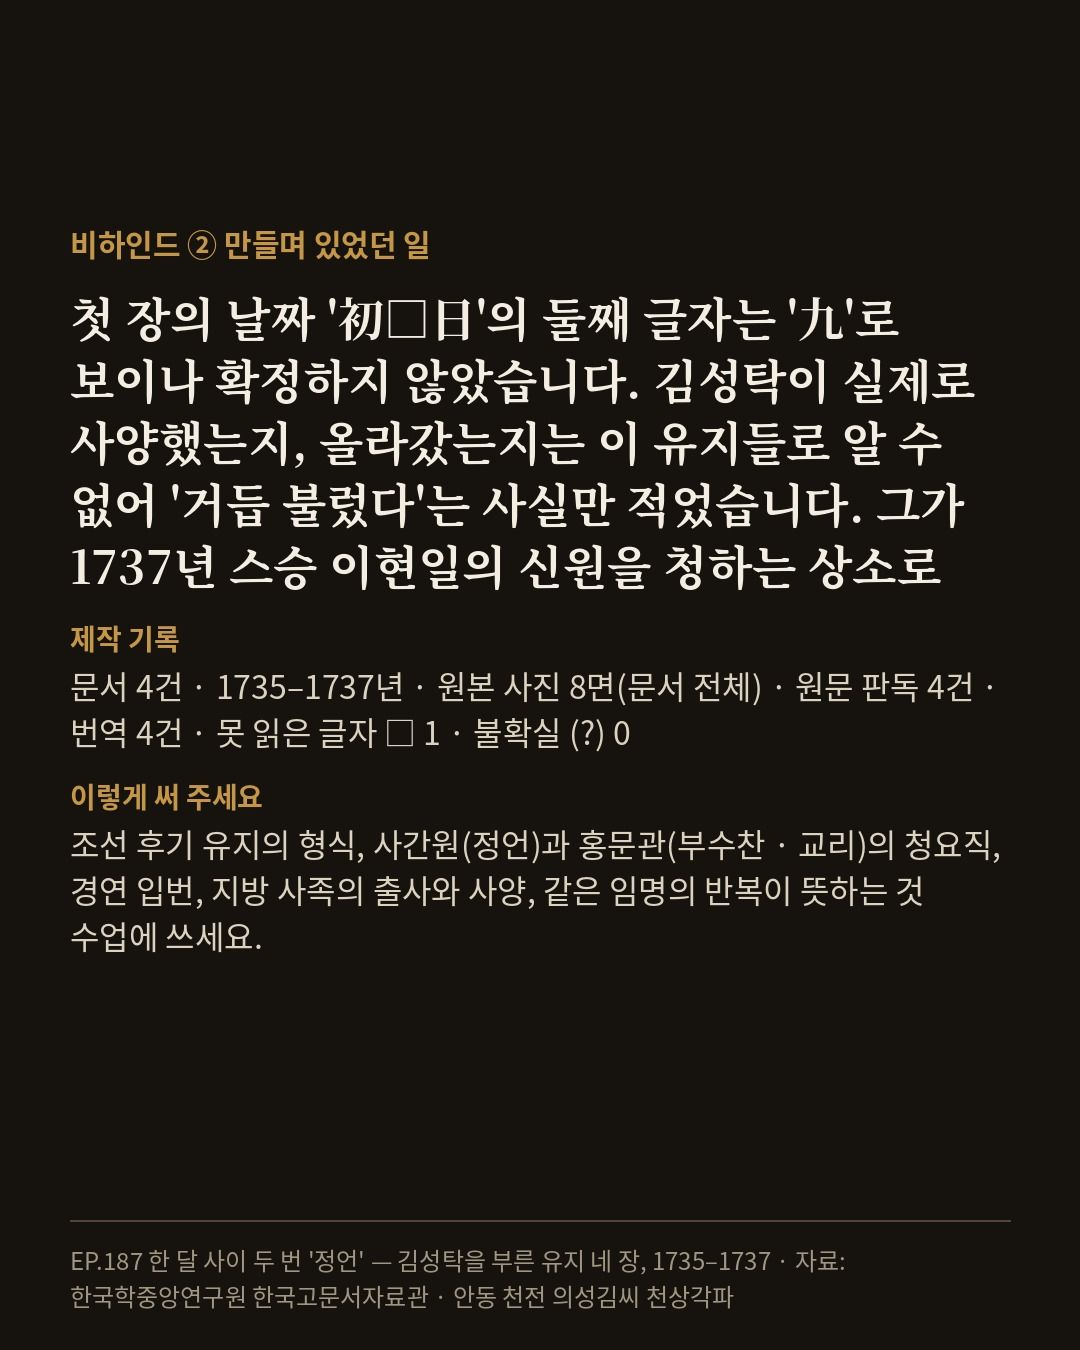 비하인드 ② 만들며 있었던 일
첫 장의 날짜 '初□日'의 둘째 글자는 '九'로
보이나 확정하지 않았습니다. 김성탁이 실제로
사양했는지, 올라갔는지는 이 유지들로 알 수
없어 '거듭 불렀다'는 사실만 적었습니다. 그가
1737년 스승 이현일의 신원을 청하는 상소로
제작 기록
문서 4건 · 1735–1737년 · 원본 사진 8면(문서 전체) · 원문 판독 4건 ·
번역 4건 · 못 읽은 글자 □ 1 · 불확실 (?) 0
이렇게 써 주세요
조선 후기 유지의 형식, 사간원(정언)과 홍문관(부수찬 · 교리)의 청요직,
경연 입번, 지방 사족의 출사와 사양, 같은 임명의 반복이 뜻하는 것
수업에 쓰세요.
EP.187 한 달 사이 두 번 '정언' — 김성탁을 부른 유지 네 장, 1735–1737 · 자료:
한국학중앙연구원 한국고문서자료관 · 안동 천전 의성김씨 천상각파